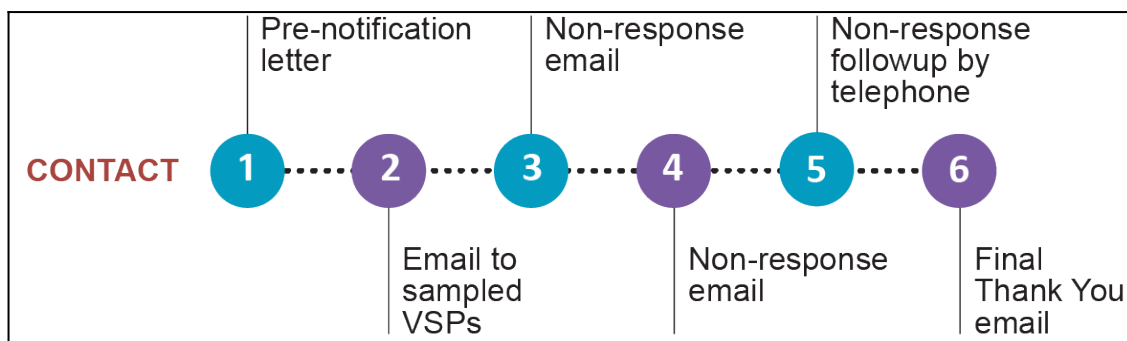 Pre-notification
letter
Non-response
email
Non-response
followup by
telephone
CONTACT
1
2
3
4
5
6
Email to
sampled
VSPs
Non-response
email
Final
Thank You
email